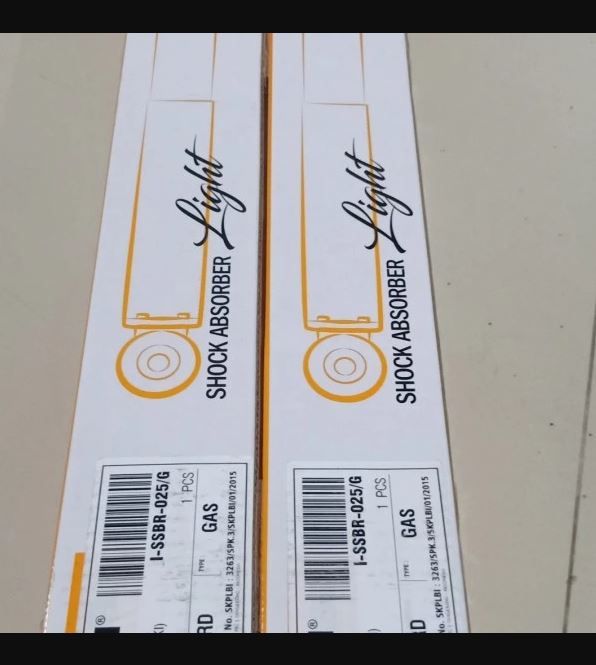 Light
SHOCK ABSORBER
I-SSBR-025/G
1 PCS
TYPE:
GAS
No. SKPLBI : 3263/SPK.3/SKPLBI/01/2015
RD
®
Light
SHOCK ABSORBER
I-SSBR-025/G
1 PCS
TYPE:
GAS
No. SKPLBI : 3263/SPK.3/SKPLBI/01/2015
RD
®